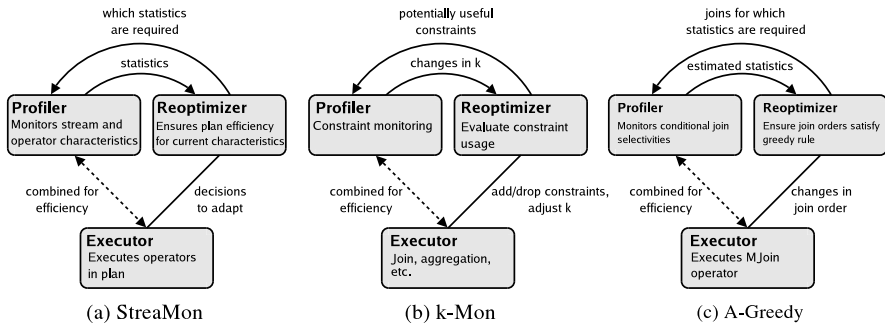 which statistics
are required
statistics
Profiler
Monitors stream and
operator characteristics
Reoptimizer
Ensures plan efficiency
for current characteristics
combined for
efficiency
decisions
to adapt
Executor
Executes operators
in plan
(a) StreaMon
potentially useful
constraints
changes in k
Profiler
Constraint monitoring
Reoptimizer
Evaluate constraint
usage
combined for
efficiency
add/drop constraints,
adjust k
Executor
Join, aggregation,
etc.
(b) k-Mon
joins for which
statistics are required
estimated statistics
Profiler
Monitors conditional join
selectivities
Reoptimizer
Ensure join orders satisfy
greedy rule
combined for
efficiency
changes in
join order
Executor
Executes MJoin
operator
(c) A-Greedy